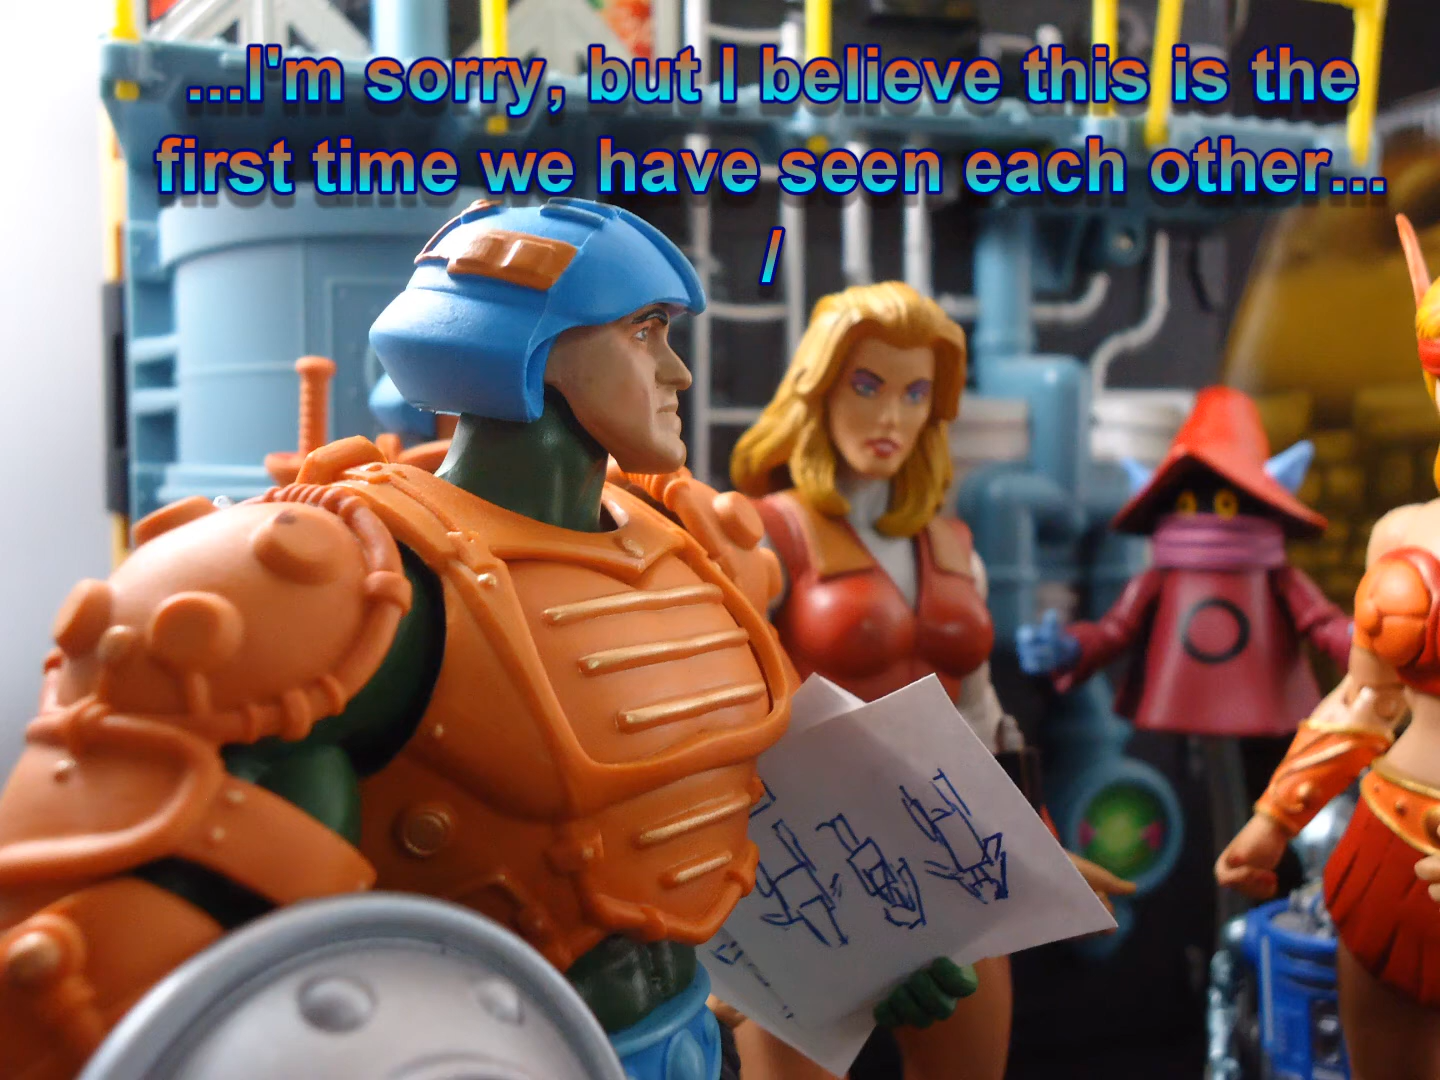 ...I'm sorry, but I believe this is the
first time we have seen each other...
/